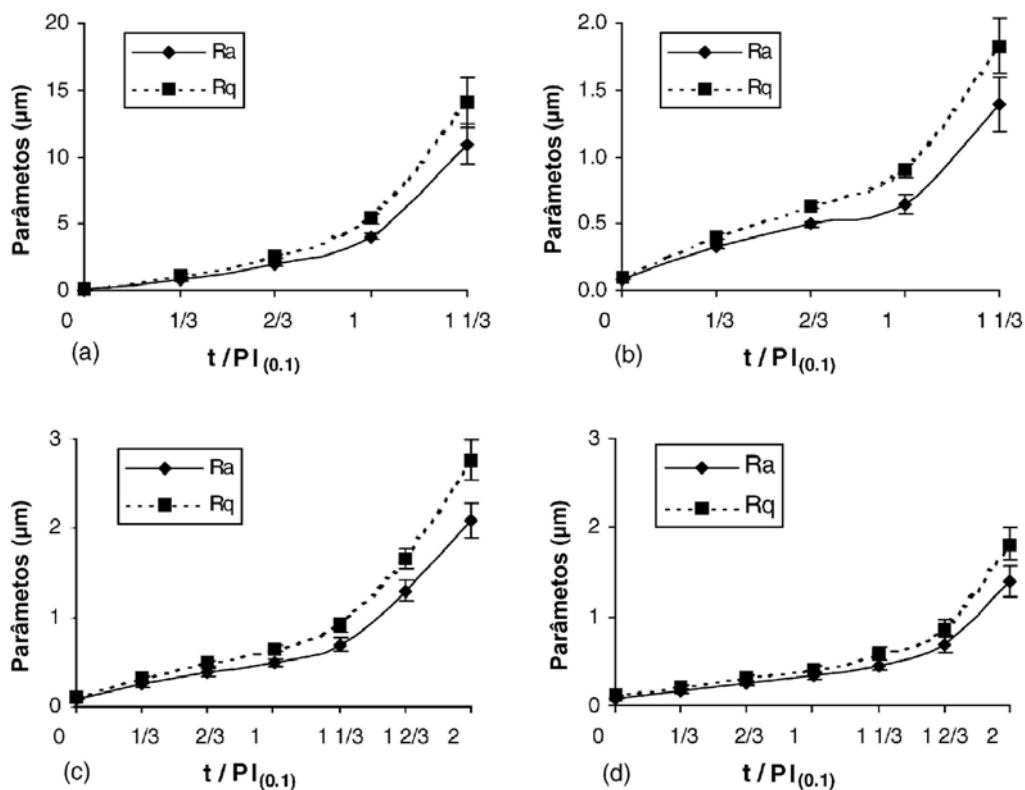 Parâmetos (µm)
20
15
10
5
0
Ra
Rq
0 1/3 2/3 1 1 1/3
(a) t / PI(0.1)
Parâmetos (µm)
2.0
1.5
1.0
0.5
0.0
Ra
Rq
0 1/3 2/3 1 1 1/3
(b) t / PI(0.1)
Parâmetos (µm)
3
2
1
0
Ra
Rq
0 1/3 2/3 1 1 1/3 1 2/3 2
(c) t / PI(0.1)
Parâmetos (µm)
3
2
1
0
Ra
Rq
0 1/3 2/3 1 1 1/3 1 2/3 2
(d) t / PI(0.1)